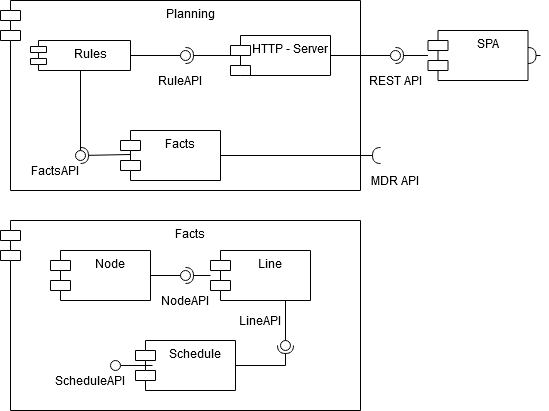 Planning
Rules
HTTP - Server
SPA
RuleAPI
REST API
Facts
FactsAPI
MDR API
Facts
Node
Line
NodeAPI
LineAPI
Schedule
ScheduleAPI